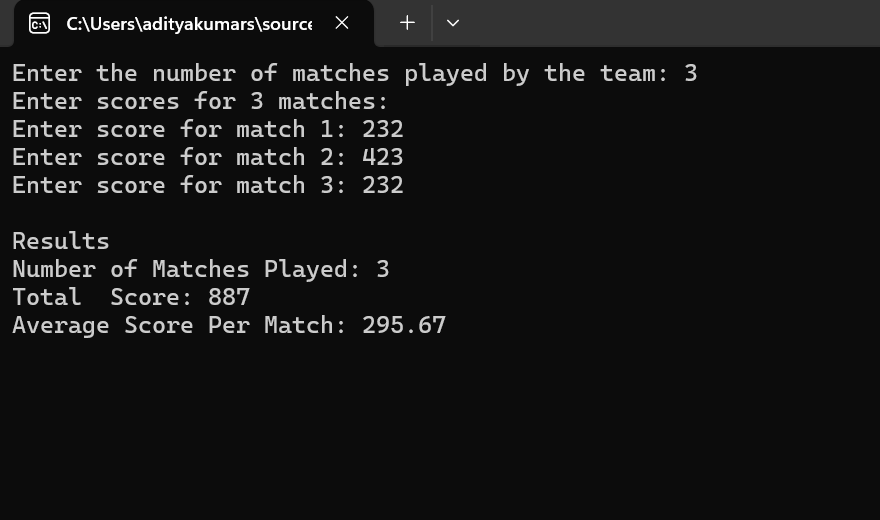 C:\Users\adityakumars\source
Enter the number of matches played by the team: 3
Enter scores for 3 matches:
Enter score for match 1: 232
Enter score for match 2: 423
Enter score for match 3: 232
Results
Number of Matches Played: 3
Total  Score: 887
Average Score Per Match: 295.67